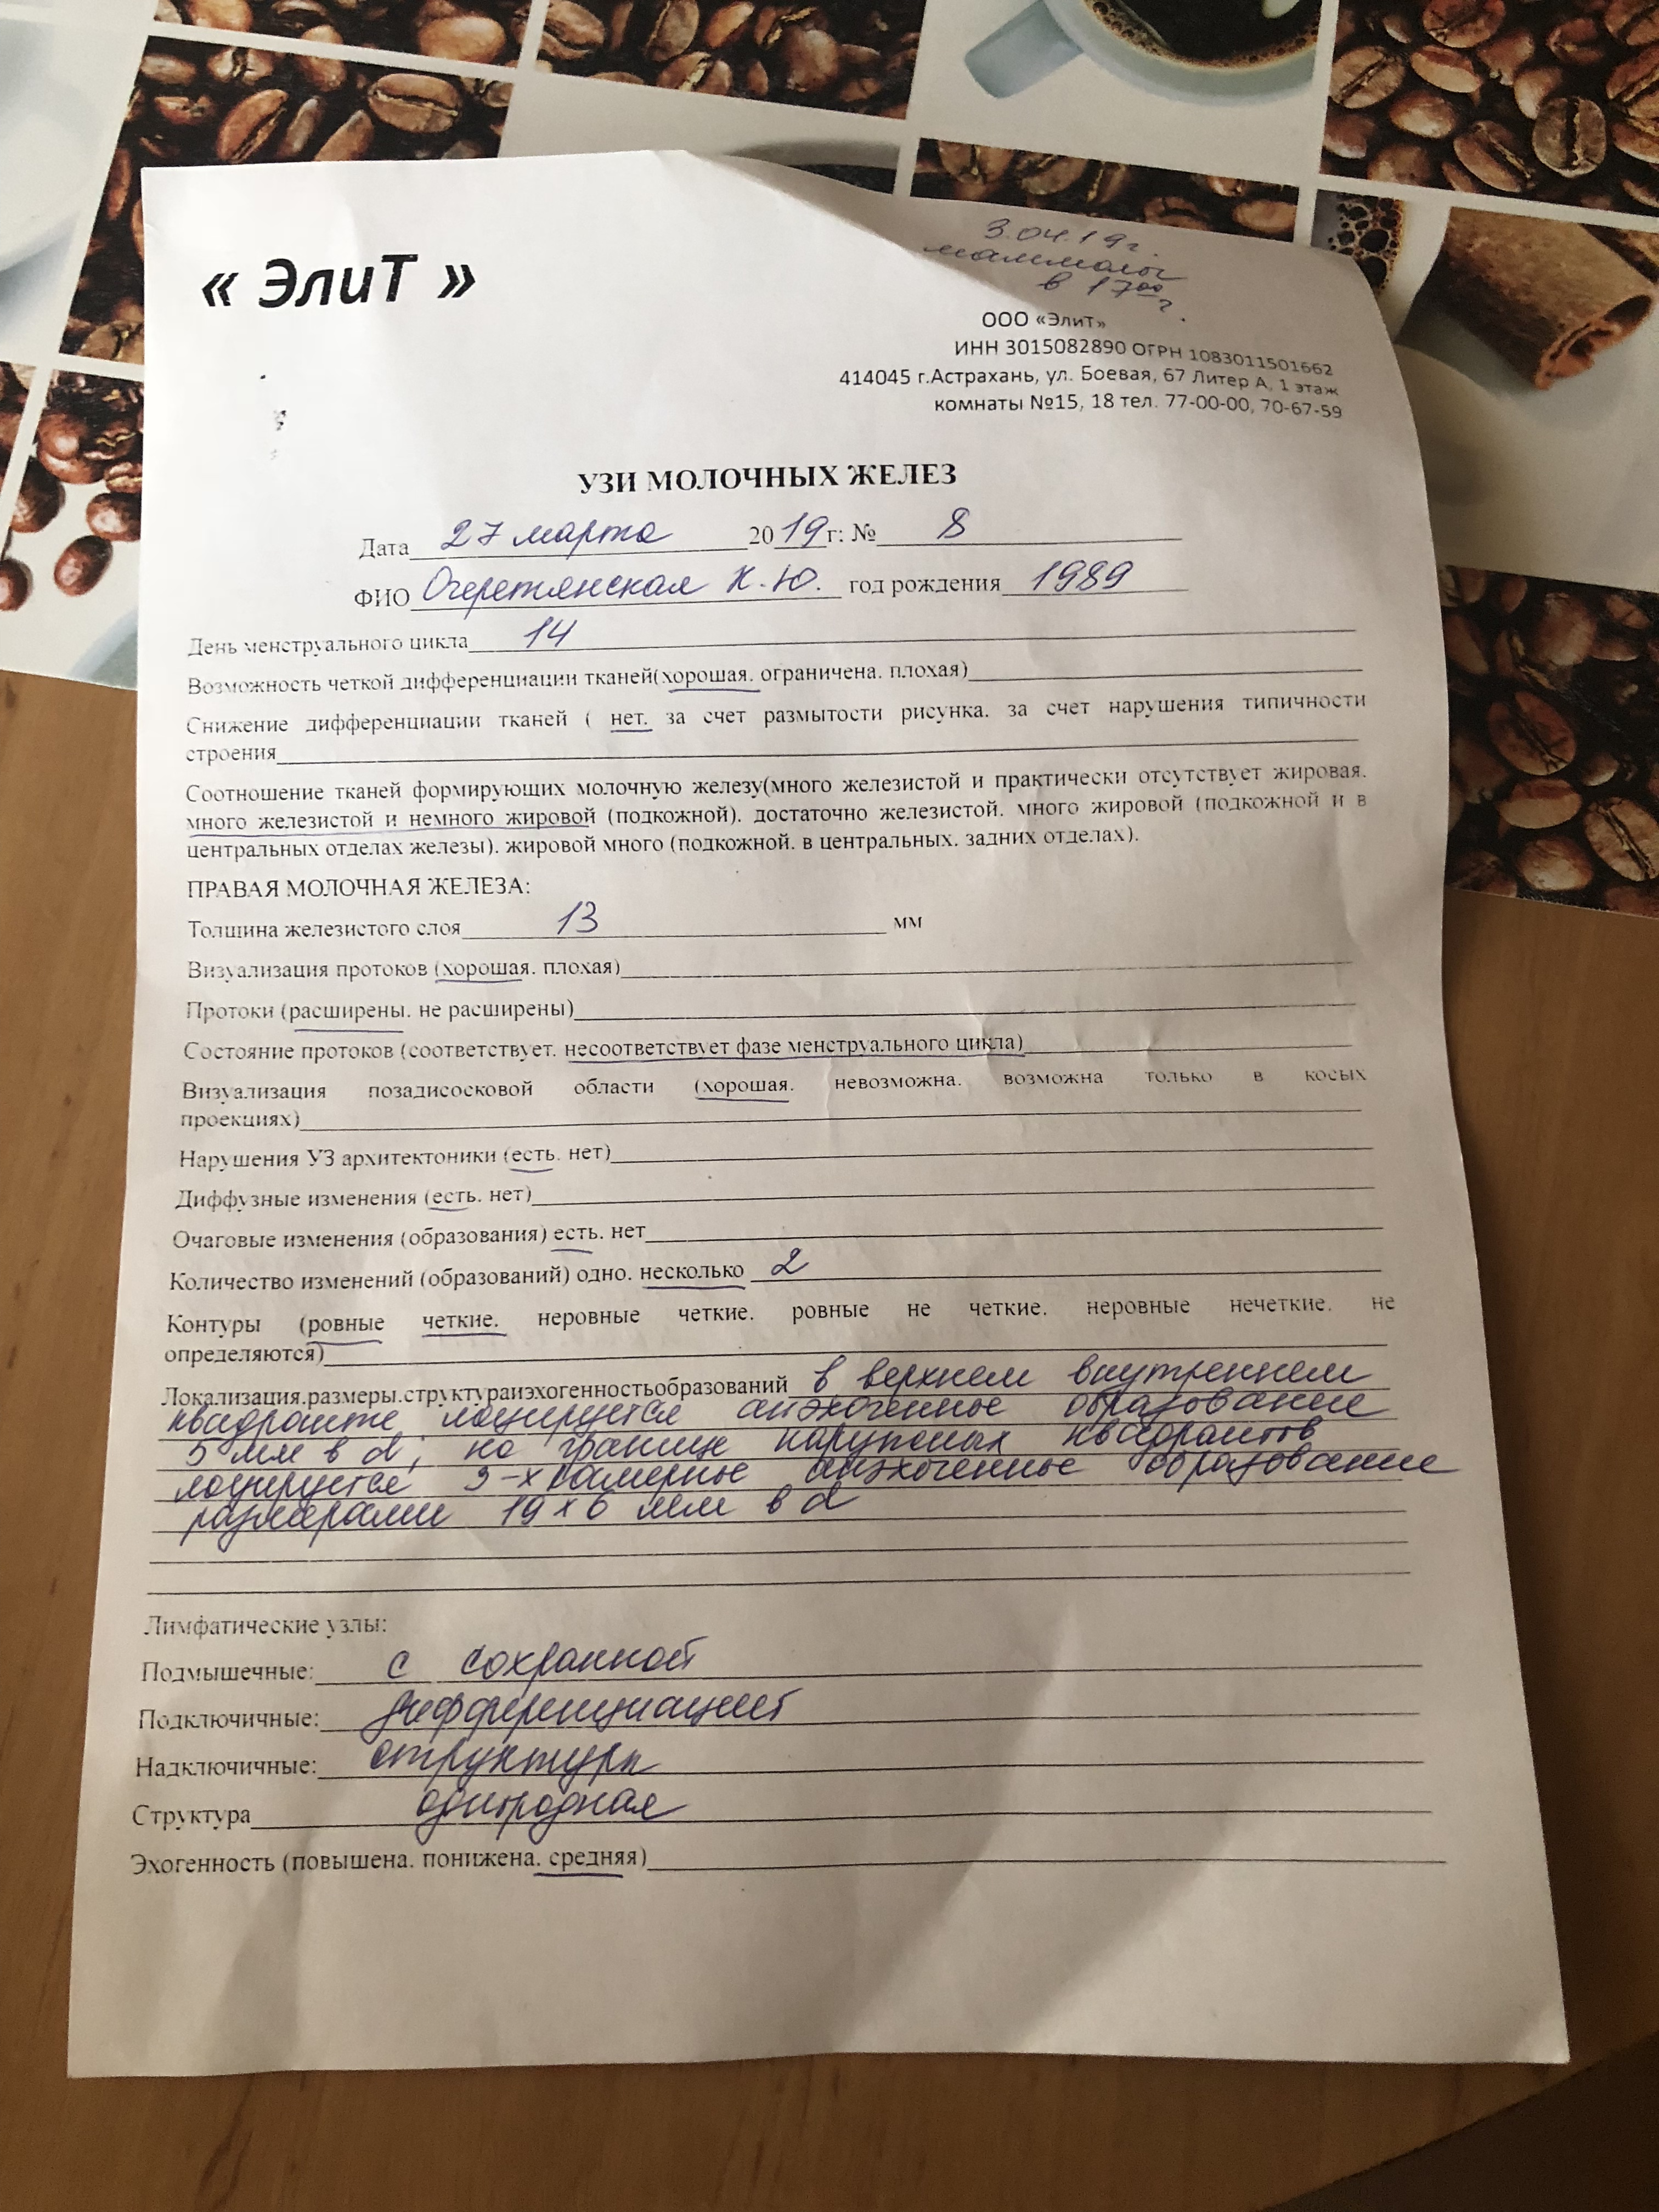 « ЭлиТ »
3.04.19г.
маммолог
в 17⁰⁰
ООО «ЭлиТ»
ИНН 3015082890 ОГРН 1083011501662
414045 г.Астрахань, ул. Боевая, 67 Литер А, 1 этаж
комнаты №15, 18 тел. 77-00-00, 70-67-59
УЗИ МОЛОЧНЫХ ЖЕЛЕЗ
Дата 27 марта 2019г: № 8
ФИО Очеретянская К.Ю. год рождения 1989
День менструального цикла 14
Возможность четкой дифференциации тканей(хорошая. ограничена. плохая)
Снижение дифференциации тканей ( нет. за счет размытости рисунка. за счет нарушения типичности
строения
Соотношение тканей формирующих молочную железу(много железистой и практически отсутствует жировая.
много железистой и немного жировой (подкожной). достаточно железистой. много жировой (подкожной и в
центральных отделах железы). жировой много (подкожной. в центральных. задних отделах).
ПРАВАЯ МОЛОЧНАЯ ЖЕЛЕЗА:
Толщина железистого слоя 13 мм
Визуализация протоков (хорошая. плохая)
Протоки (расширены. не расширены)
Состояние протоков (соответствует. несоответствует фазе менструального цикла)
Визуализация позадисосковой области (хорошая. невозможна. возможна только в косых
проекциях)
Нарушения УЗ архитектоники (есть. нет)
Диффузные изменения (есть. нет)
Очаговые изменения (образования) есть. нет
Количество изменений (образований) одно. несколько 2
Контуры (ровные четкие. неровные четкие. ровные не четкие. неровные нечеткие. не
определяются)
Локализация.размеры.структураиэхогенностьобразований в верхнем внутреннем
квадранте лоцируется анэхогенное образование
5 мм в d; на границе наружных квадрантов
лоцируется 3-х камерное анэхогенное образование
размерами 19х6 мм в d
Лимфатические узлы:
Подмышечные: с сохранной
Подключичные: дифференциацией
Надключичные: структуры
Структура однородная
Эхогенность (повышена. понижена. средняя)